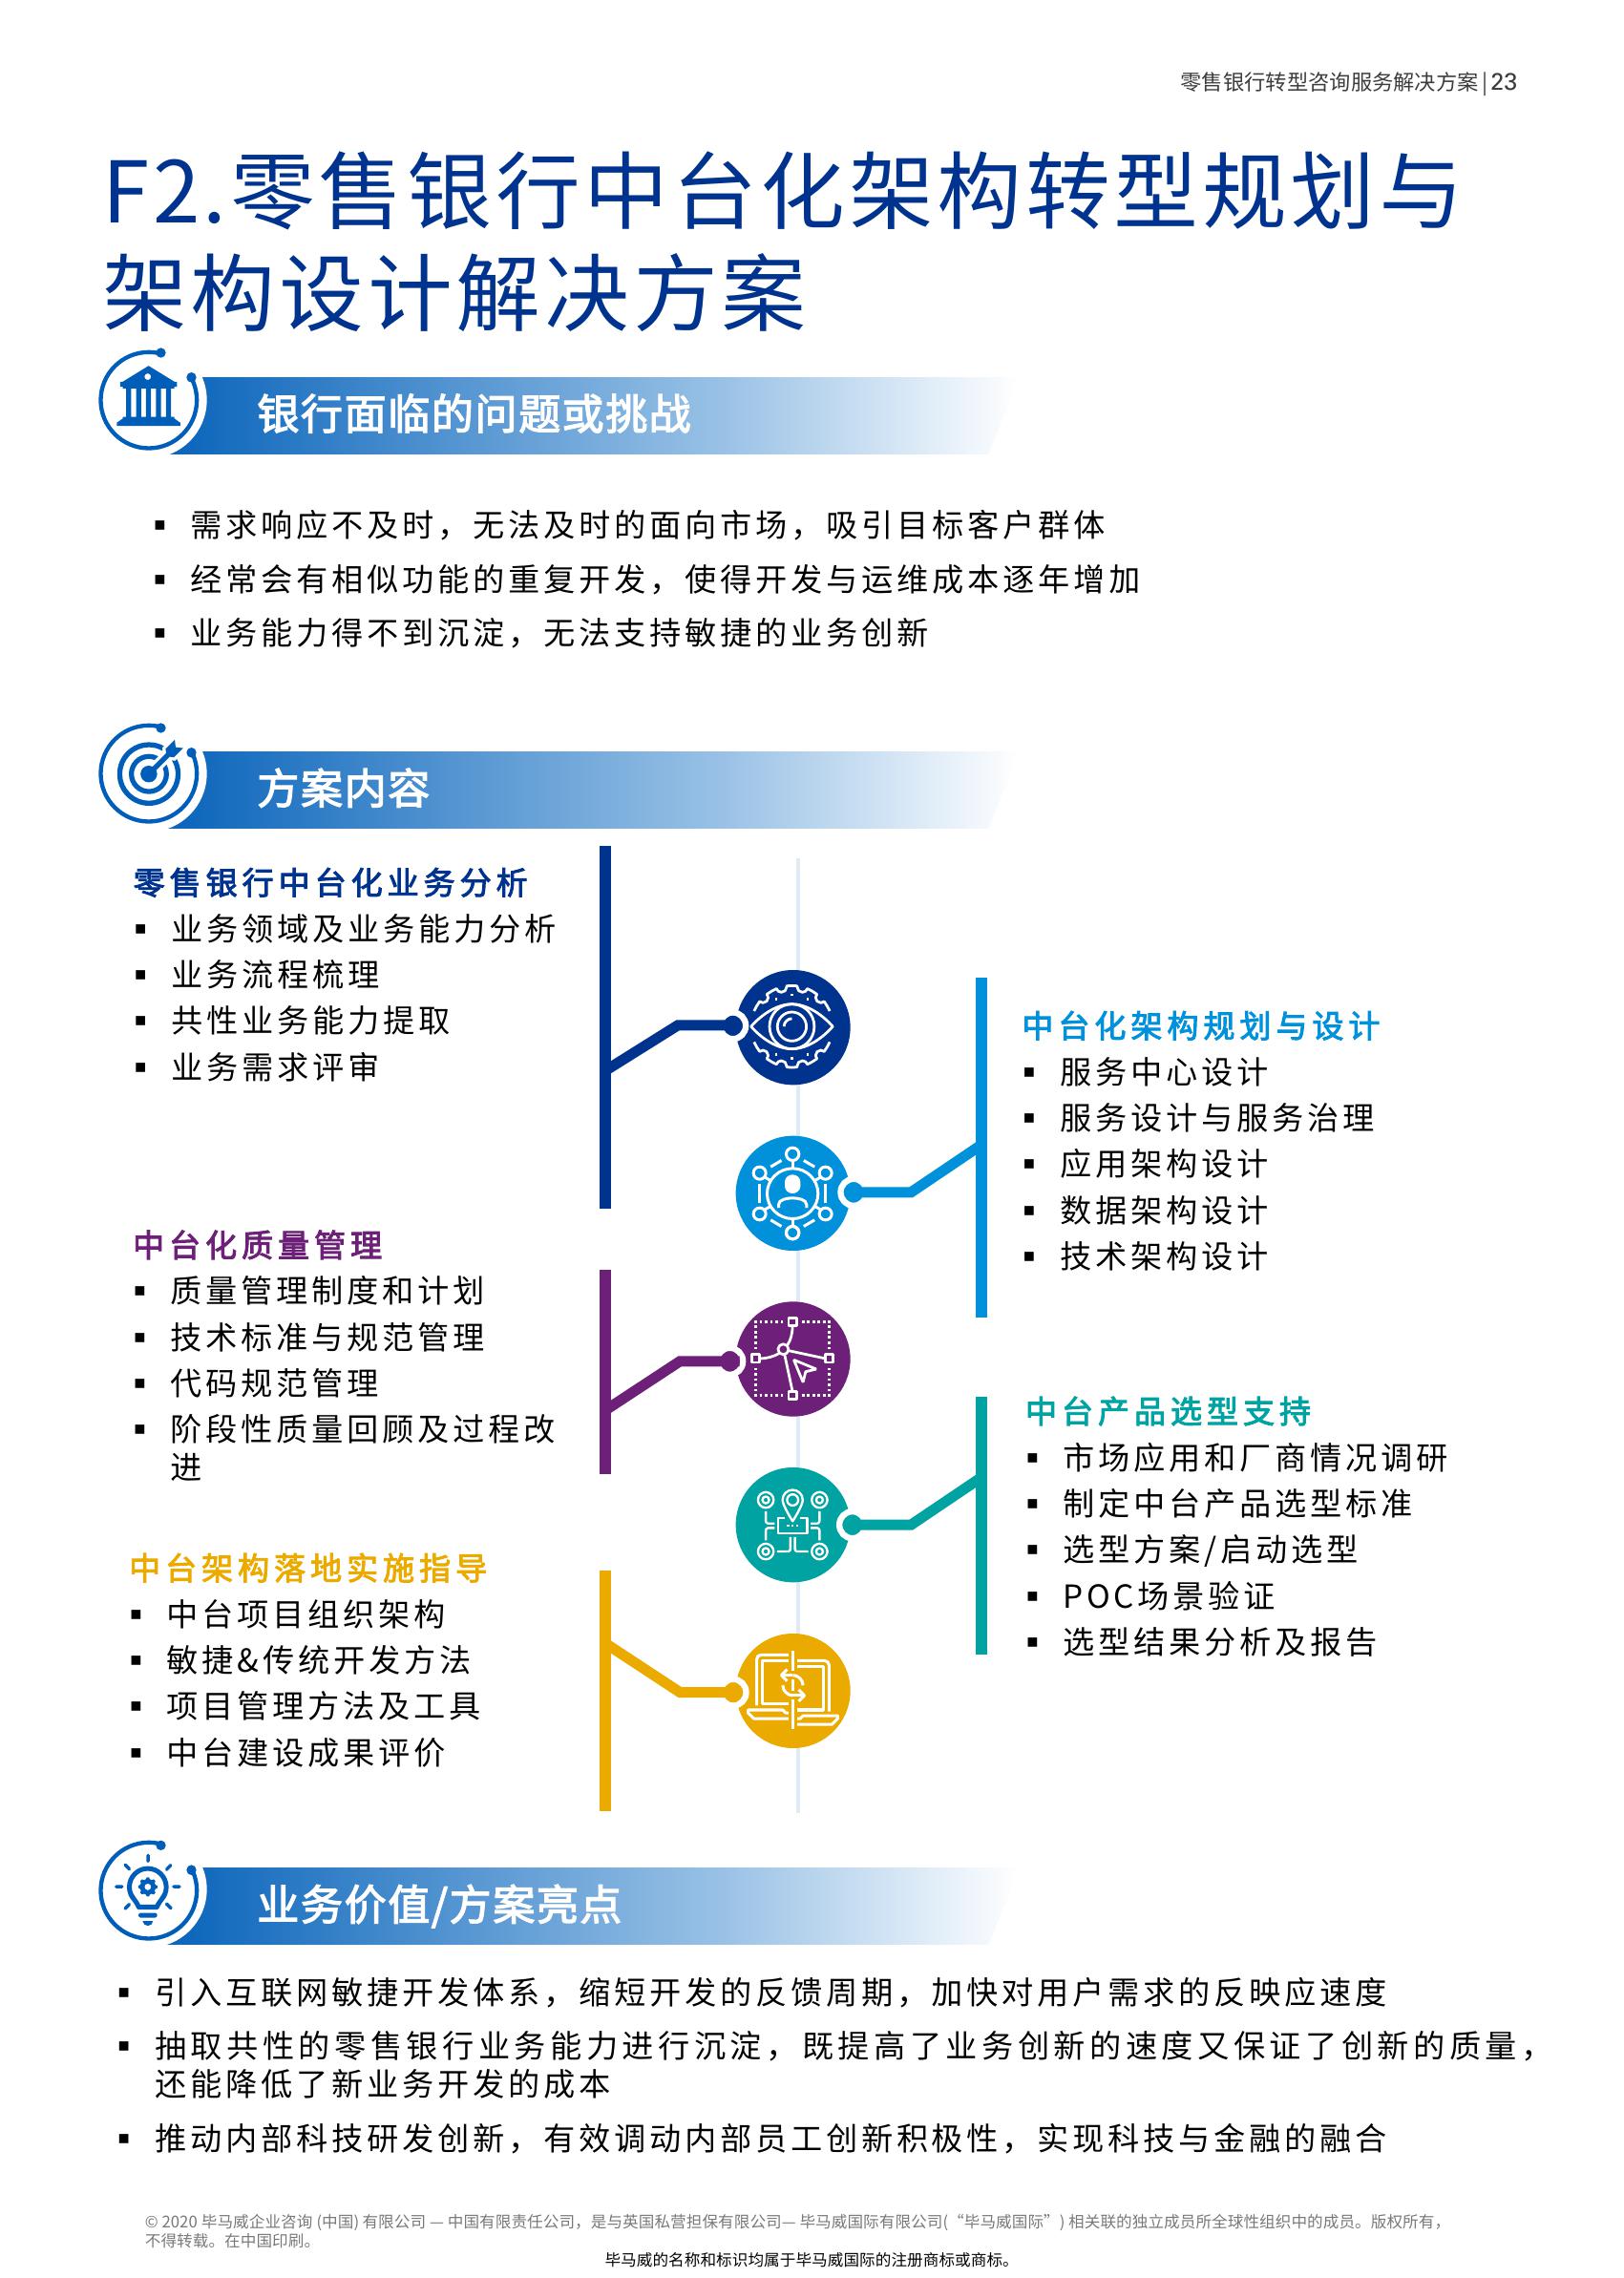 零售银行转型咨询服务解决方案|23
F2.零售银行中台化架构转型规划与
架构设计解决方案
银行面临的问题或挑战
▪ 需求响应不及时，无法及时的面向市场，吸引目标客户群体
▪ 经常会有相似功能的重复开发，使得开发与运维成本逐年增加
▪ 业务能力得不到沉淀，无法支持敏捷的业务创新
方案内容
零售银行中台化业务分析
▪ 业务领域及业务能力分析
▪ 业务流程梳理
▪ 共性业务能力提取
▪ 业务需求评审
中台化架构规划与设计
▪ 服务中心设计
▪ 服务设计与服务治理
▪ 应用架构设计
▪ 数据架构设计
▪ 技术架构设计
中台化质量管理
▪ 质量管理制度和计划
▪ 技术标准与规范管理
▪ 代码规范管理
▪ 阶段性质量回顾及过程改
进
中台产品选型支持
▪ 市场应用和厂商情况调研
▪ 制定中台产品选型标准
▪ 选型方案/启动选型
▪ POC场景验证
▪ 选型结果分析及报告
中台架构落地实施指导
▪ 中台项目组织架构
▪ 敏捷&传统开发方法
▪ 项目管理方法及工具
▪ 中台建设成果评价
业务价值/方案亮点
▪ 引入互联网敏捷开发体系，缩短开发的反馈周期，加快对用户需求的反映应速度
▪ 抽取共性的零售银行业务能力进行沉淀，既提高了业务创新的速度又保证了创新的质量，
还能降低了新业务开发的成本
▪ 推动内部科技研发创新，有效调动内部员工创新积极性，实现科技与金融的融合
© 2020 毕马威企业咨询 (中国) 有限公司 — 中国有限责任公司，是与英国私营担保有限公司— 毕马威国际有限公司(“毕马威国际”) 相关联的独立成员所全球性组织中的成员。版权所有，
不得转载。在中国印刷。
毕马威的名称和标识均属于毕马威国际的注册商标或商标。